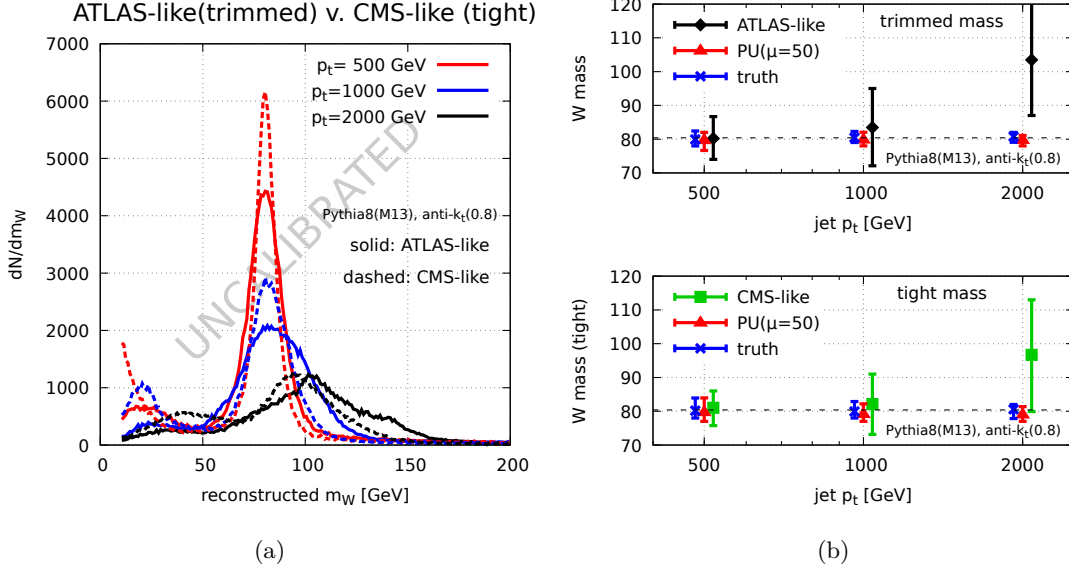 ATLAS-like(trimmed) v. CMS-like (tight)
7000
6000
5000
4000
3000
2000
1000
0
dN/dm_W
p_t= 500 GeV
p_t=1000 GeV
p_t=2000 GeV
UNCALIBRATED
Pythia8(M13), anti-k_t(0.8)
solid: ATLAS-like
dashed: CMS-like
0 50 100 150 200
reconstructed m_W [GeV]
(a)
120
110
100
90
80
70
W mass
ATLAS-like
PU(μ=50)
truth
trimmed mass
Pythia8(M13), anti-k_t(0.8)
500 1000 2000
jet p_t [GeV]
120
110
100
90
80
70
W mass (tight)
CMS-like
PU(μ=50)
truth
tight mass
Pythia8(M13), anti-k_t(0.8)
500 1000 2000
jet p_t [GeV]
(b)